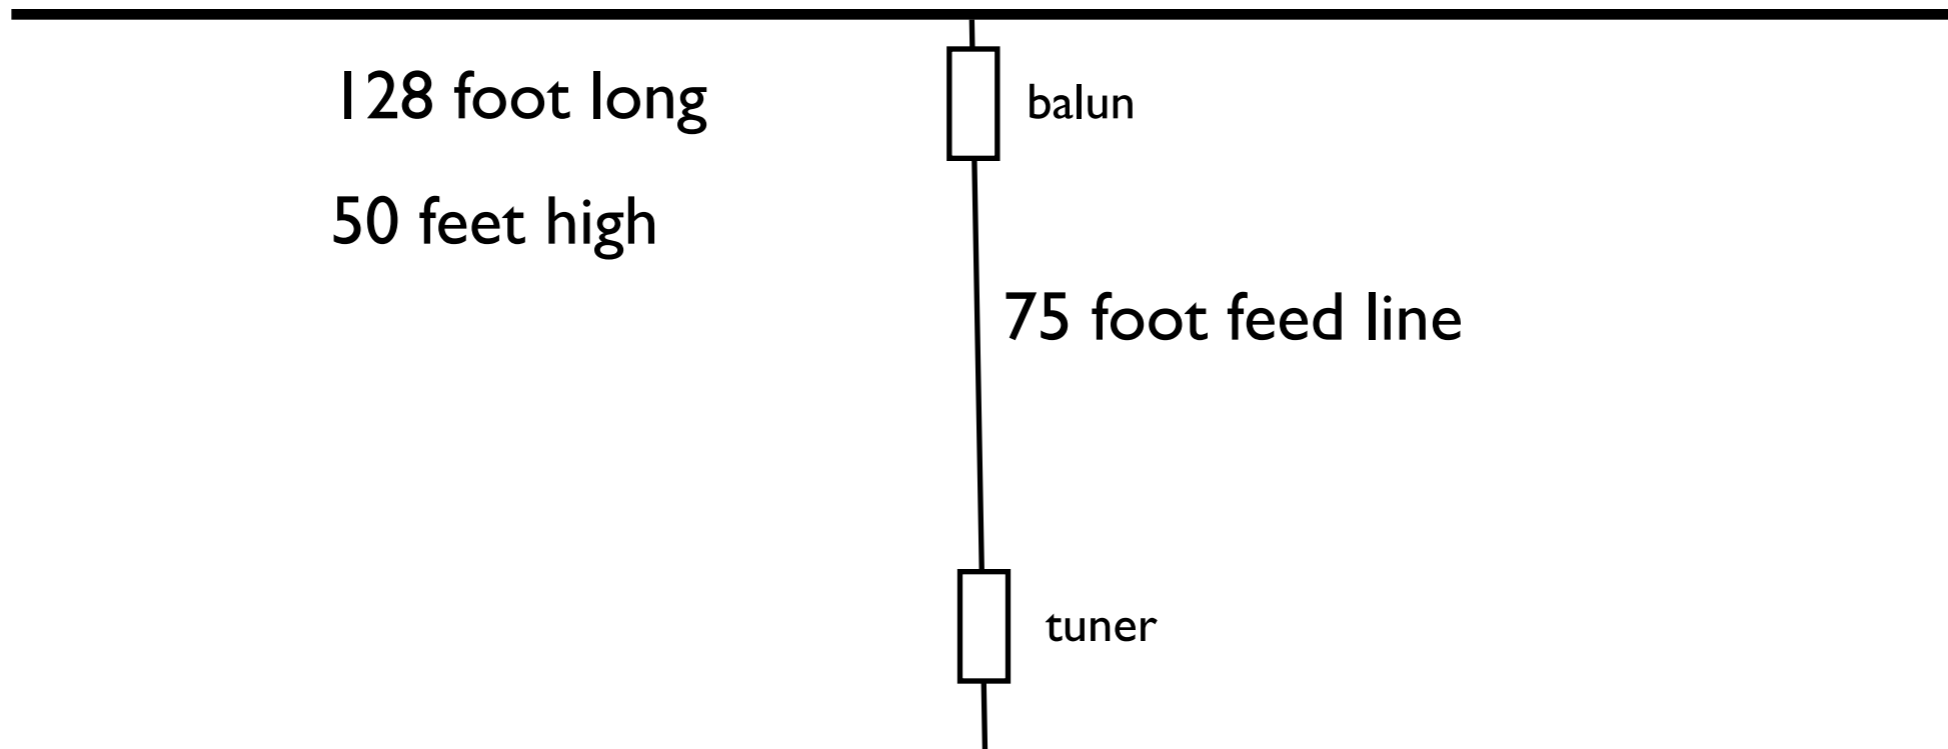 128 foot long
balun
50 feet high
75 foot feed line
tuner